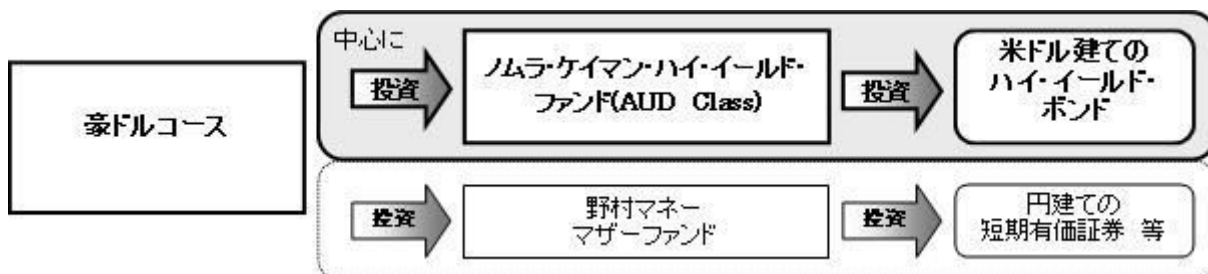 中心に
豪ドルコース
投資
ノムラ・ケイマン・ハイ・イールド・
ファンド(AUD Class)
投資
米ドル建ての
ハイ・イールド・
ボンド
投資
野村マネー
マザーファンド
投資
円建ての
短期有価証券 等